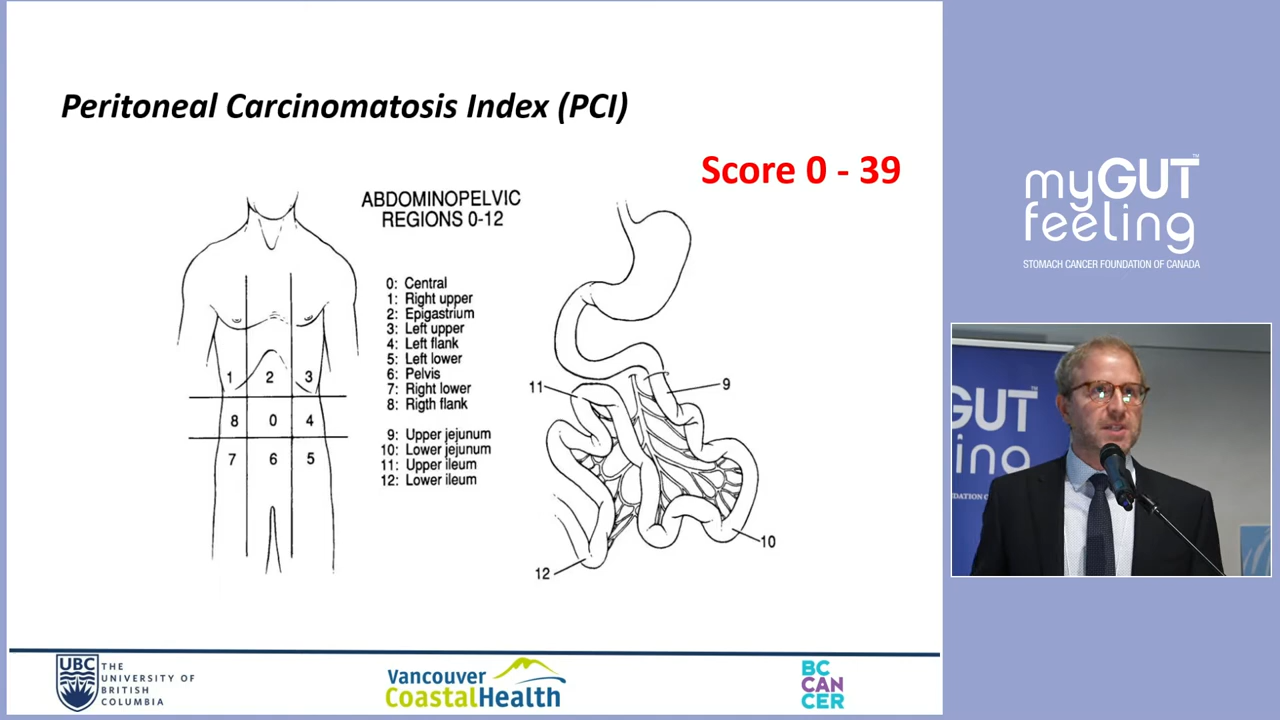 Peritoneal Carcinomatosis Index (PCI)
Score 0 - 39
ABDOMINOPELVIC
REGIONS 0-12
0: Central
1: Right upper
2: Epigastrium
3: Left upper
4: Left flank
5: Left lower
6: Pelvis
7: Right lower
8: Rigth flank
9: Upper jejunum
10: Lower jejunum
11: Upper ileum
12: Lower ileum
1 2 3
8 0 4
7 6 5
11
9
10
12
UBC
THE
UNIVERSITY OF
BRITISH
COLUMBIA
Vancouver
CoastalHealth
BC
CAN
CER
myGUT™
feeling
STOMACH CANCER FOUNDATION OF CANADA
GUT™
ing
DATION O